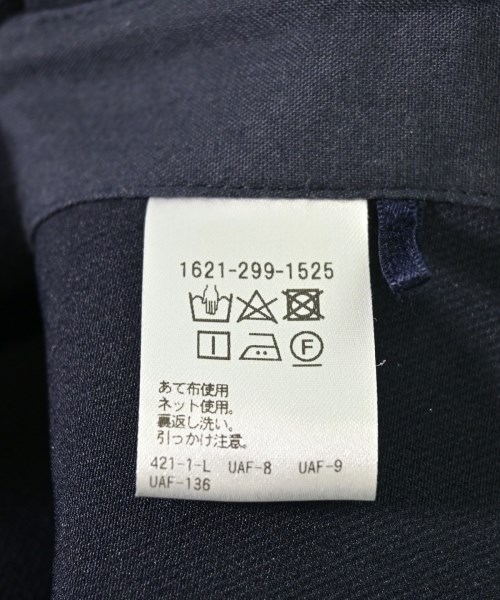 1621-299-1525
F
あて布使用
ネット使用。
裏返し洗い。
引っかけ注意。
421-1-L UAF-8 UAF-9
UAF-136